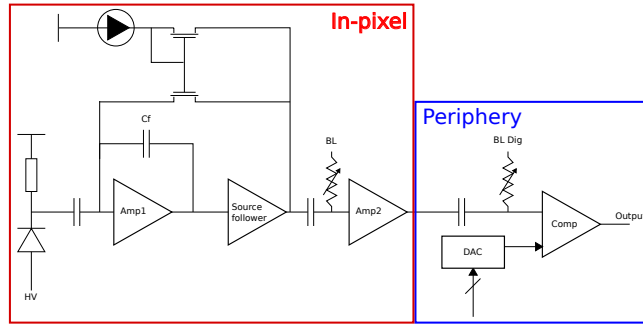 In-pixel
Periphery
Cf
BL
BL Dig
Amp1
Source
follower
Amp2
Comp
Output
DAC
HV